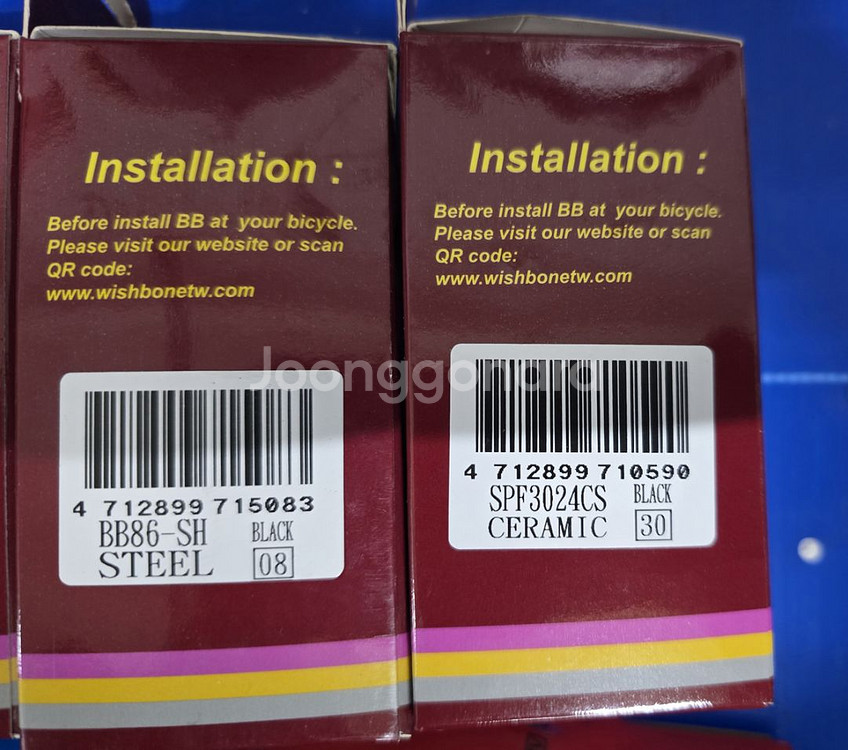 Installation :
Before install BB at your bicycle.
Please visit our website or scan
QR code:
www.wishbonetw.com
4 712899 715083
BB86-SH BLACK
STEEL 08
Installation :
Before install BB at your bicycle.
Please visit our website or scan
QR code:
www.wishbonetw.com
4 712899 710590
SPF3024CS BLACK
CERAMIC 30
Joonggonara